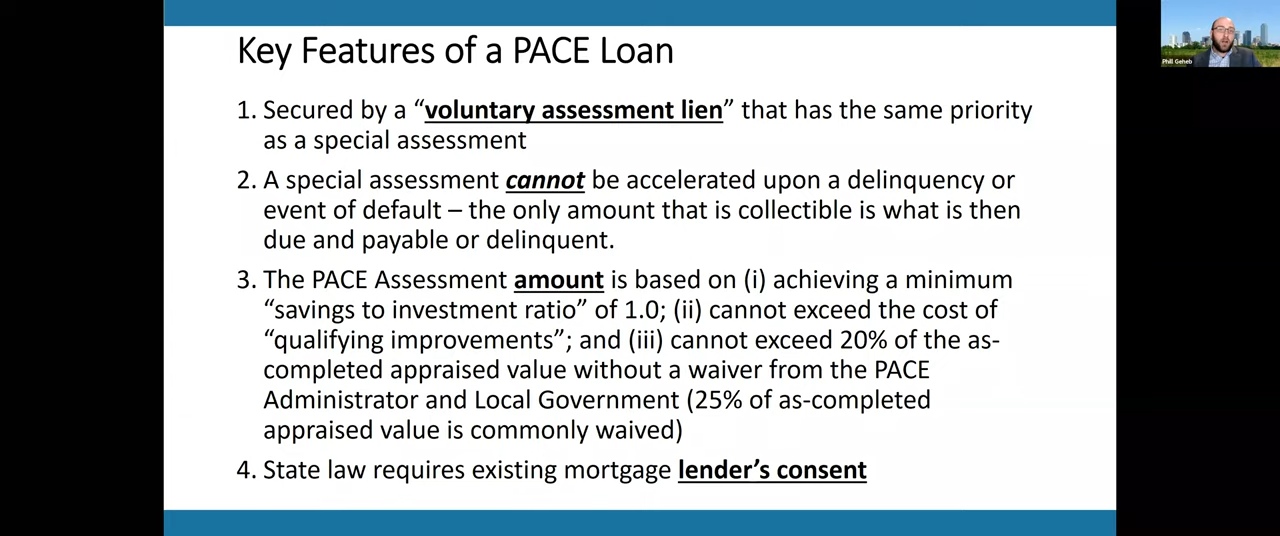 Key Features of a PACE Loan
1. Secured by a “voluntary assessment lien” that has the same priority
as a special assessment
2. A special assessment cannot be accelerated upon a delinquency or
event of default – the only amount that is collectible is what is then
due and payable or delinquent.
3. The PACE Assessment amount is based on (i) achieving a minimum
“savings to investment ratio” of 1.0; (ii) cannot exceed the cost of
“qualifying improvements”; and (iii) cannot exceed 20% of the as-
completed appraised value without a waiver from the PACE
Administrator and Local Government (25% of as-completed
appraised value is commonly waived)
4. State law requires existing mortgage lender’s consent
Phill Geheb